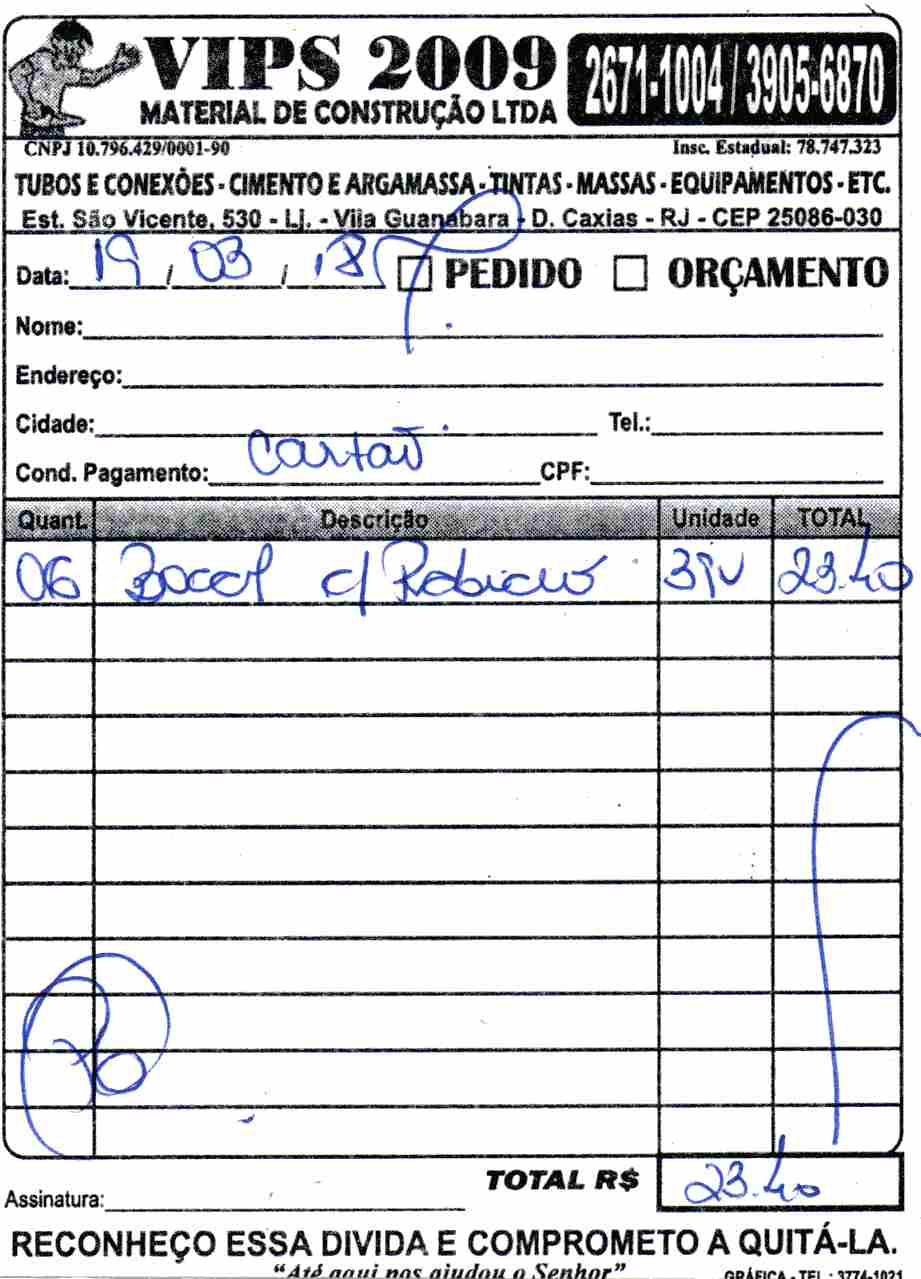 VIPS 2009
MATERIAL DE CONSTRUÇÃO LTDA
2671-1004 / 3905-6870
CNPJ 10.796.429/0001-90 Insc. Estadual: 78.747.323
TUBOS E CONEXÕES - CIMENTO E ARGAMASSA - TINTAS - MASSAS - EQUIPAMENTOS - ETC.
Est. São Vicente, 530 - Lj. - Vila Guanabara - D. Caxias - RJ - CEP 25086-030
Data: 19 / 03 / 18 PEDIDO ORÇAMENTO
Nome:
Endereço:
Cidade: Tel.:
Cond. Pagamento: Cartão CPF:
Quant. Descrição Unidade TOTAL
06 Bocal c/ 23.40
TOTAL R$ 23.40
Assinatura:
RECONHEÇO ESSA DIVIDA E COMPROMETO A QUITÁ-LA.
"Até aqui nos ajudou o Senhor" GRÁFICA - TEL.: 3774-1021